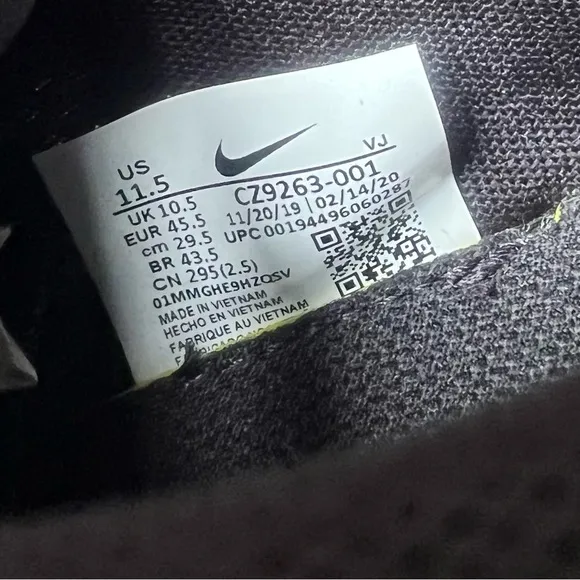 US VJ
11.5
UK 10.5 CZ9263-001
EUR 45.5 11/20/19 | 02/14/20
cm 29.5 UPC 00194496060287
BR 43.5
CN 295(2.5)
01MMGHE9HZQSV
MADE IN VIETNAM
HECHO EN VIETNAM
FABRIQUE AU VIETNAM